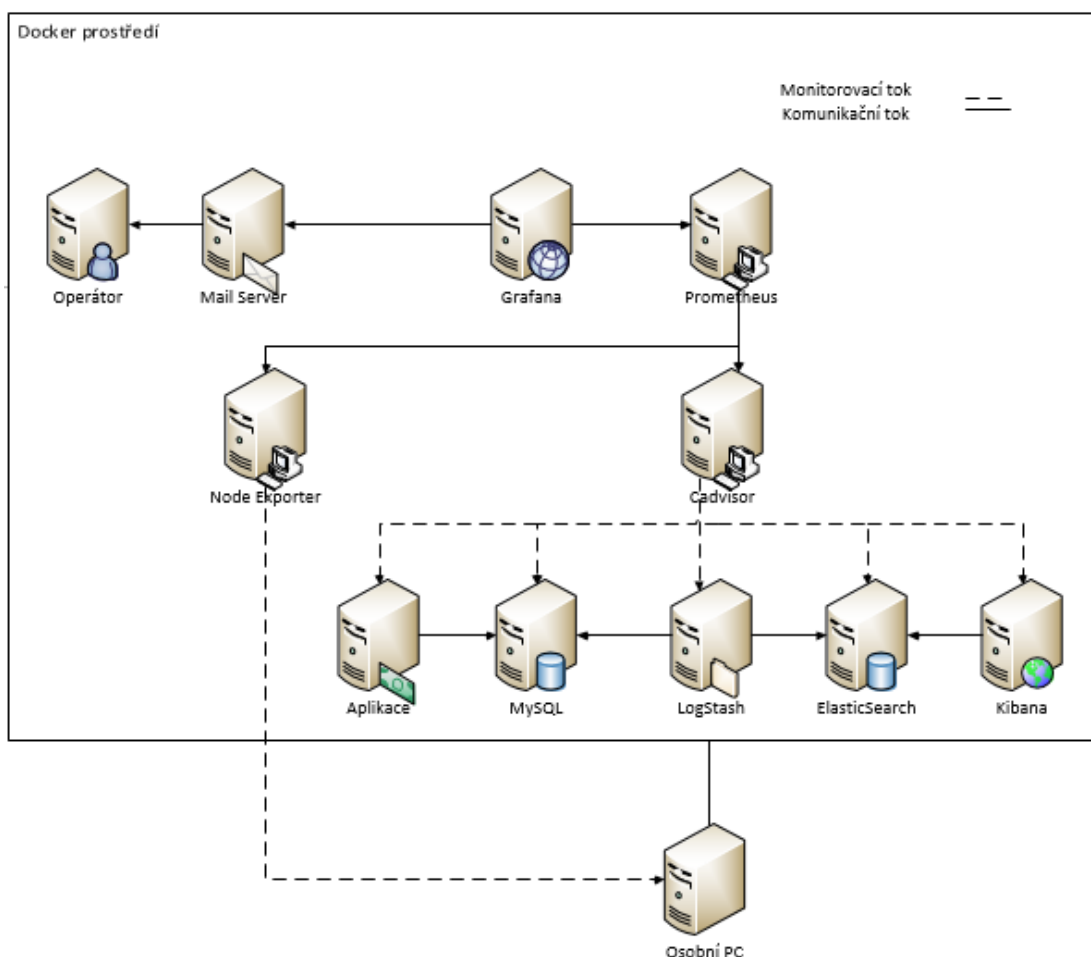 Docker prostředí
Monitorovací tok
Komunikační tok
Operátor
Mail Server
Grafana
Prometheus
Node Exporter
Cadvisor
Aplikace
MySQL
LogStash
ElasticSearch
Kibana
Osobní PC